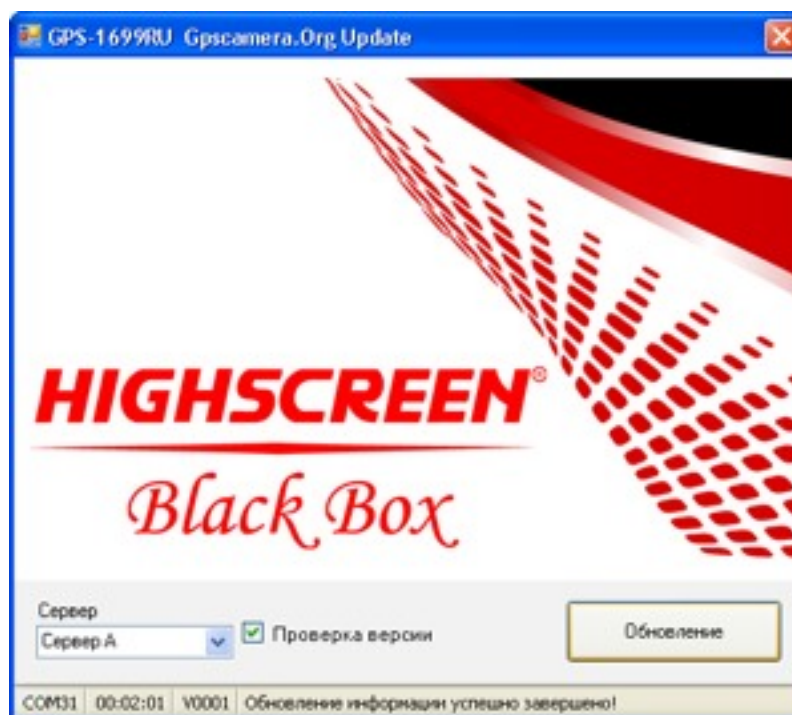 GPS-1699RU Gpscamera.Org Update
HIGHSCREEN®
Black Box
Сервер
Сервер А
Проверка версии
Обновление
COM31 00:02:01 V0001 Обновление информации успешно завершено!